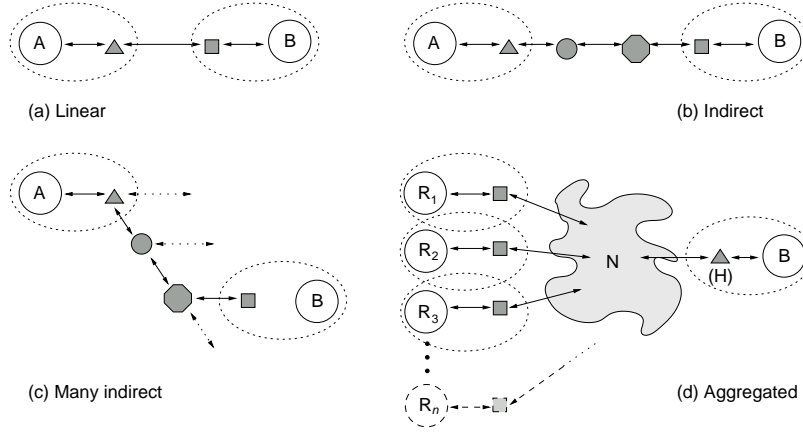 A
B
(a) Linear
A
B
(b) Indirect
A
B
(c) Many indirect
R1
R2
R3
Rn
N
(H)
B
(d) Aggregated